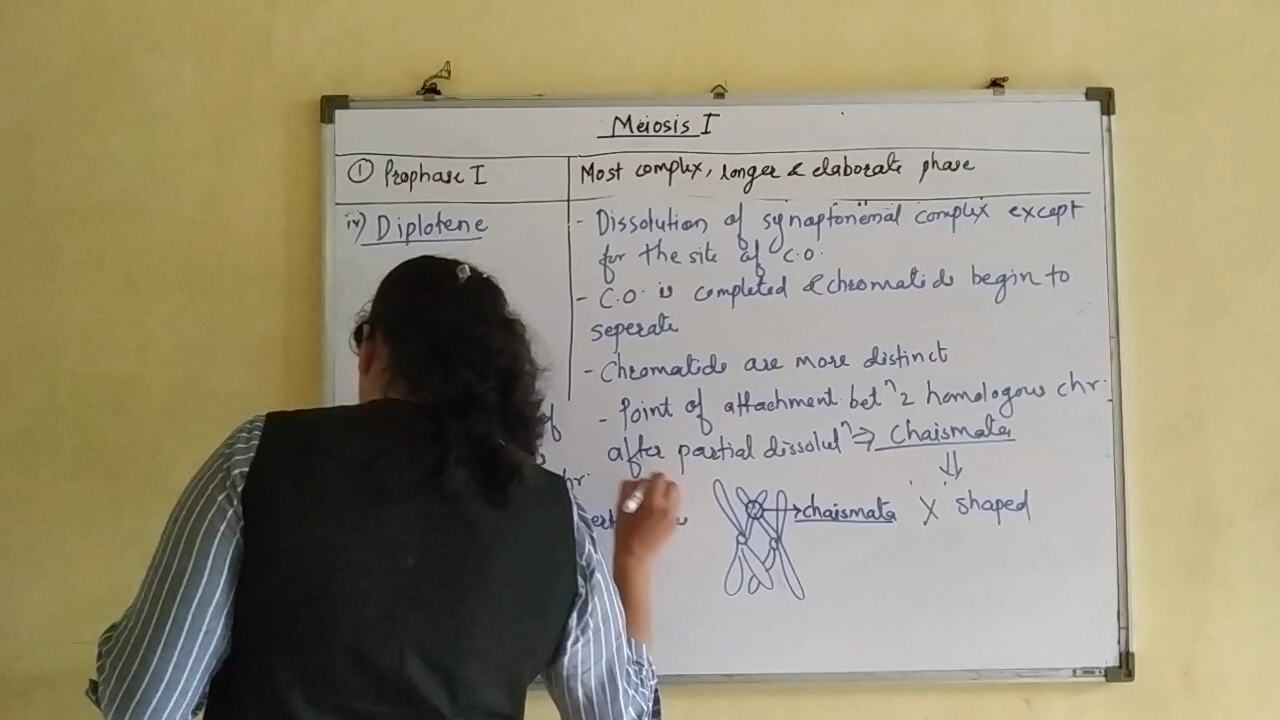 Meiosis I
① Prophase I
Most complex, longer & elaborate phase
iv) Diplotene
- Dissolution of synaptonemal complex except
for the site of C.O.
- C.O. is completed & chromatids begin to
seperate
- Chromatids are more distinct
- Point of attachment betⁿ 2 homologous chr.
after partial dissolutⁿ ⇒ Chaismata
⇓
→ chaismata 'X' shaped
of
hr.